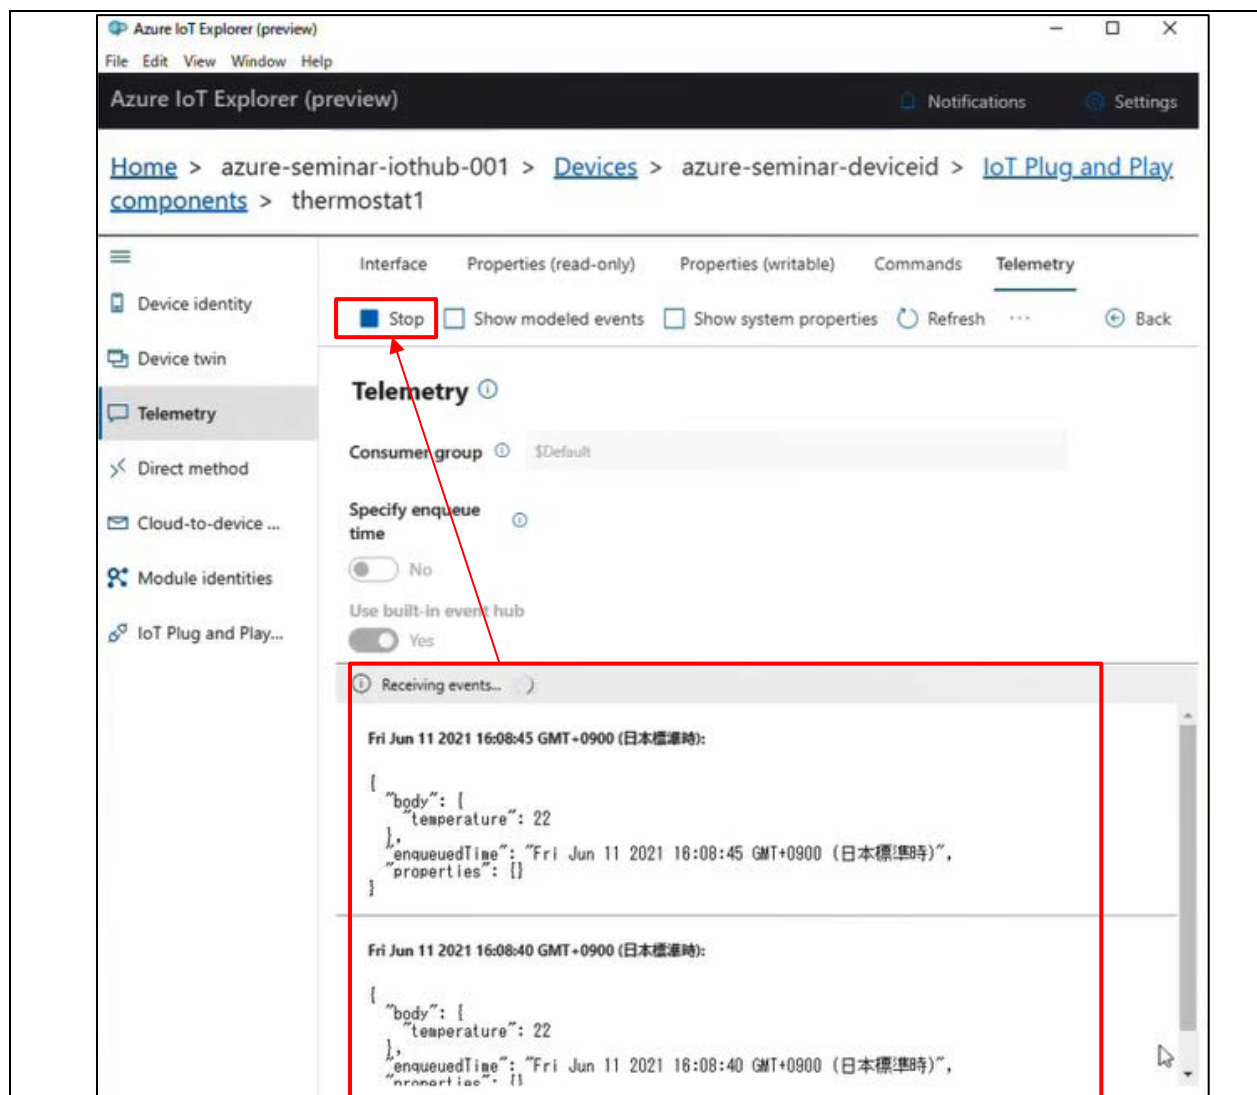 Azure IoT Explorer (preview)
File Edit View Window Help
Azure IoT Explorer (preview) Notifications Settings
Home > azure-seminar-iothub-001 > Devices > azure-seminar-deviceid > IoT Plug and Play
components > thermostat1
Interface Properties (read-only) Properties (writable) Commands Telemetry
Stop Show modeled events Show system properties Refresh ... Back
Device identity
Device twin
Telemetry
Direct method
Cloud-to-device ...
Module identities
IoT Plug and Play...
Telemetry
Consumer group $Default
Specify enqueue
time
No
Use built-in event hub
Yes
Receiving events...
Fri Jun 11 2021 16:08:45 GMT+0900 (日本標準時):
{
"body": {
"temperature": 22
},
"enqueuedTime": "Fri Jun 11 2021 16:08:45 GMT+0900 (日本標準時)",
"properties": {}
}
Fri Jun 11 2021 16:08:40 GMT+0900 (日本標準時):
{
"body": {
"temperature": 22
},
"enqueuedTime": "Fri Jun 11 2021 16:08:40 GMT+0900 (日本標準時)",
"properties": {}